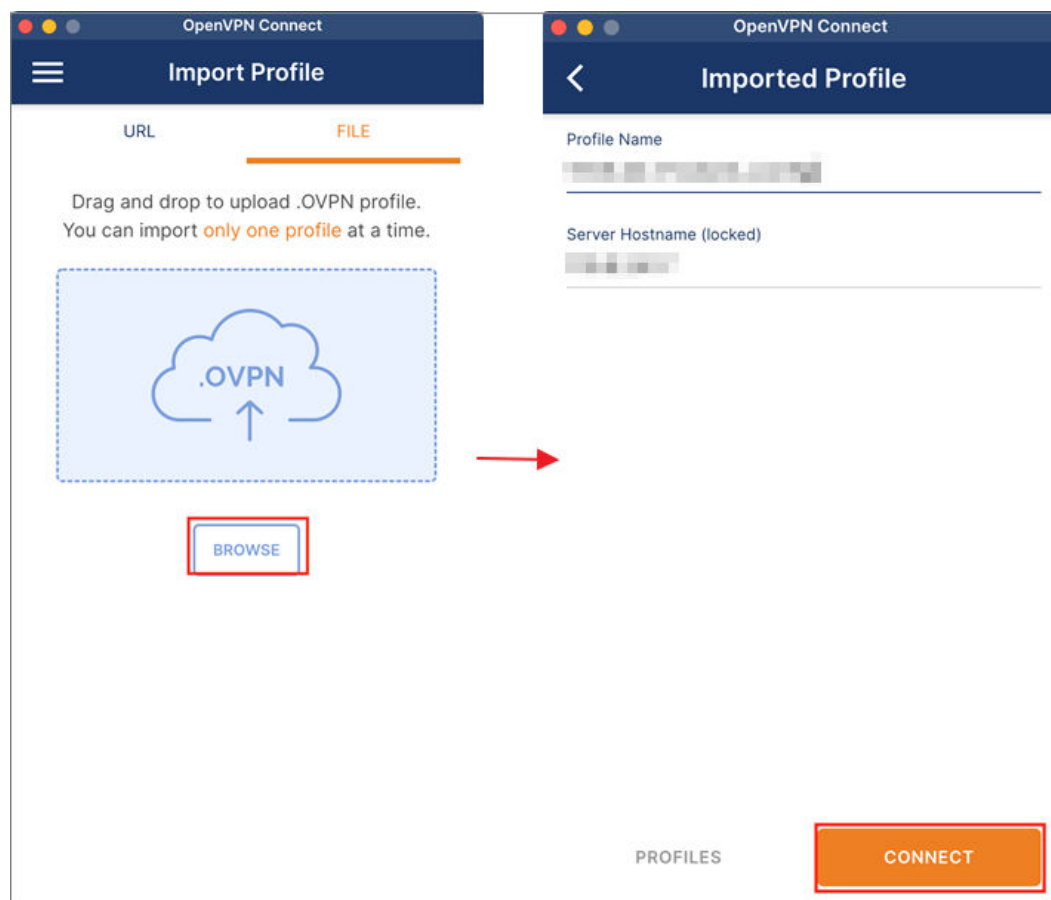 OpenVPN Connect
Import Profile
URL
FILE
Drag and drop to upload .OVPN profile.
You can import only one profile at a time.
.OVPN
BROWSE
OpenVPN Connect
Imported Profile
Profile Name
Server Hostname (locked)
PROFILES
CONNECT